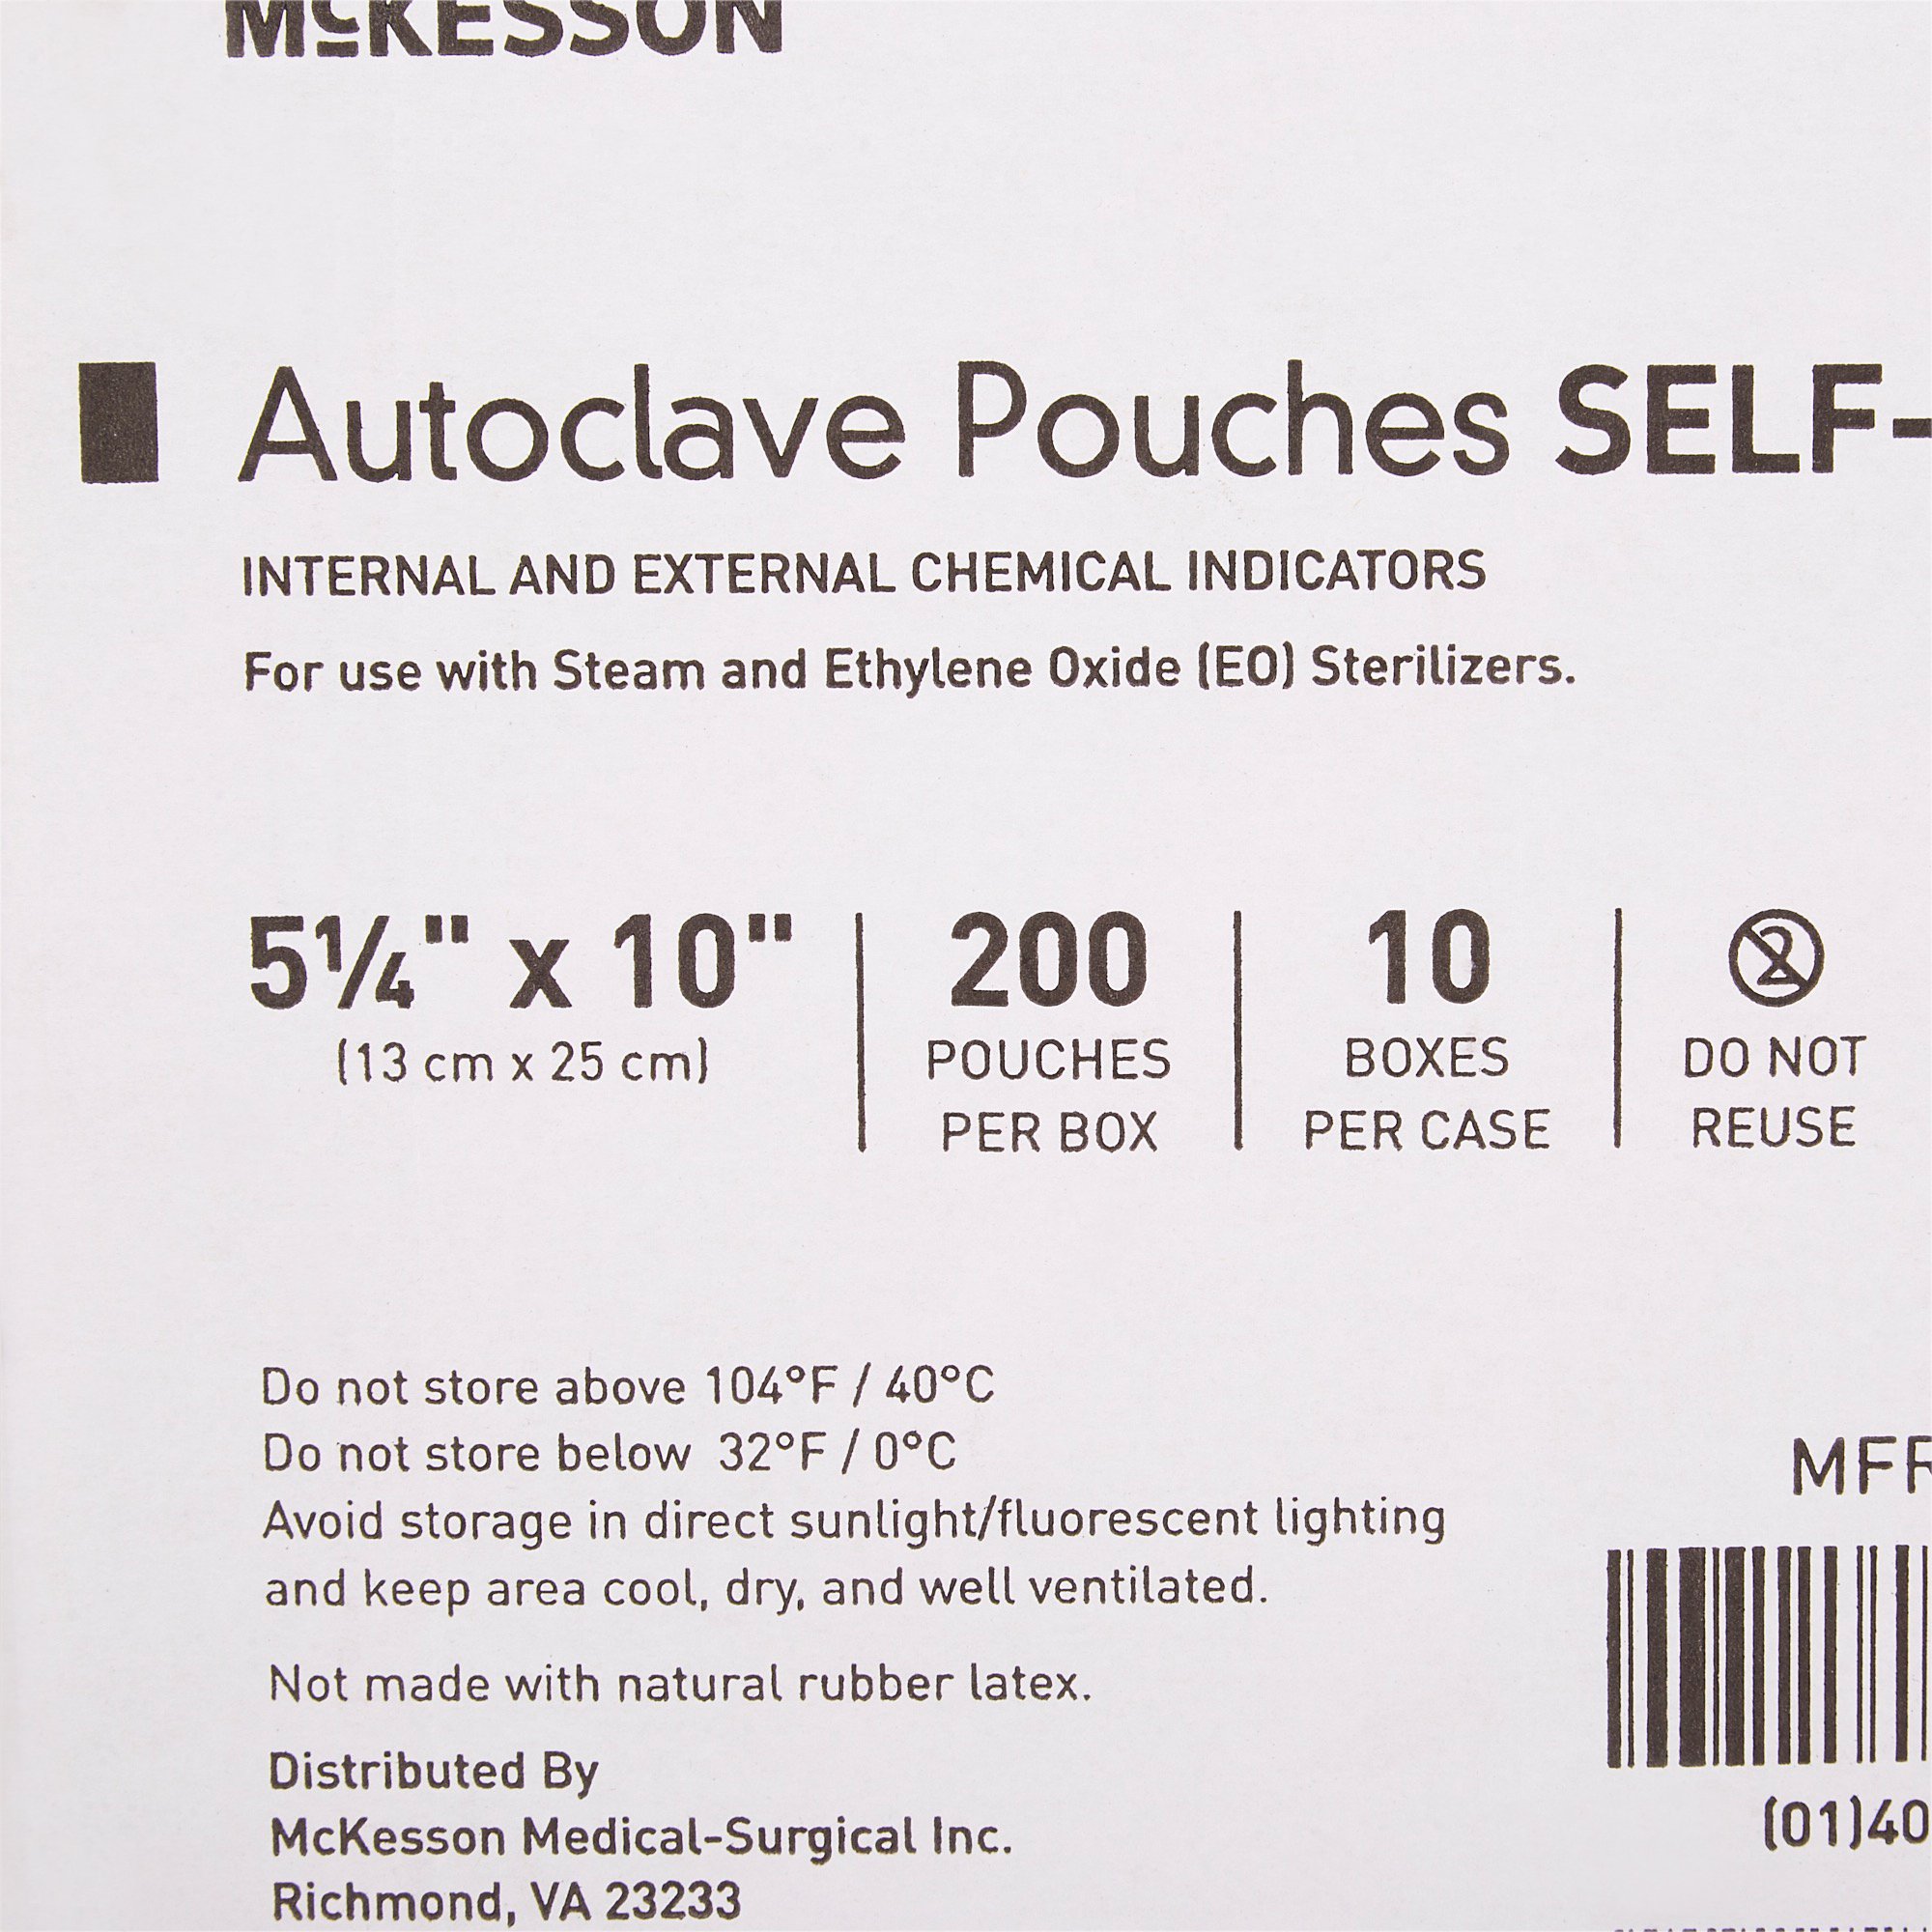 McKESSON
Autoclave Pouches SELF-
INTERNAL AND EXTERNAL CHEMICAL INDICATORS
For use with Steam and Ethylene Oxide (EO) Sterilizers.
5¼" x 10"
(13 cm x 25 cm)
200
POUCHES
PER BOX
10
BOXES
PER CASE
2
DO NOT
REUSE
Do not store above 104°F / 40°C
Do not store below 32°F / 0°C
Avoid storage in direct sunlight/fluorescent lighting
and keep area cool, dry, and well ventilated.
Not made with natural rubber latex.
Distributed By
McKesson Medical-Surgical Inc.
Richmond, VA 23233
MFR
(01)40